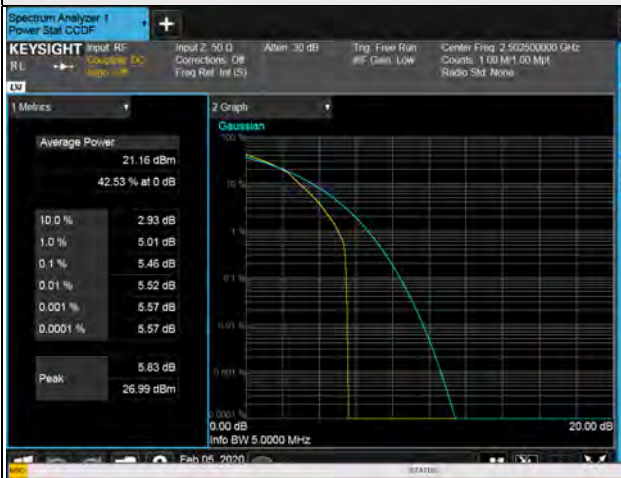 Spectrum Analyzer 1
Power Stat CCDF
KEYSIGHT
RL
Input: RF
Coupling: DC
Align: Off
Input Z: 50 Ω
Corrections: Off
Freq Ref: Int (S)
Atten: 30 dB
Trig: Free Run
#IF Gain: Low
Center Freq: 2.502500000 GHz
Counts: 1.00 M/1.00 Mpt
Radio Std: None
1 Metrics
Average Power
21.16 dBm
42.53 % at 0 dB
10.0 % 2.93 dB
1.0 % 5.01 dB
0.1 % 5.46 dB
0.01 % 5.52 dB
0.001 % 5.57 dB
0.0001 % 5.57 dB
Peak
5.83 dB
26.99 dBm
2 Graph
Gaussian
100 %
10 %
1 %
0.1 %
0.01 %
0.001 %
0.0001 %
0.00 dB
20.00 dB
Info BW 5.0000 MHz
Feb 05, 2020
MSG
STATUS